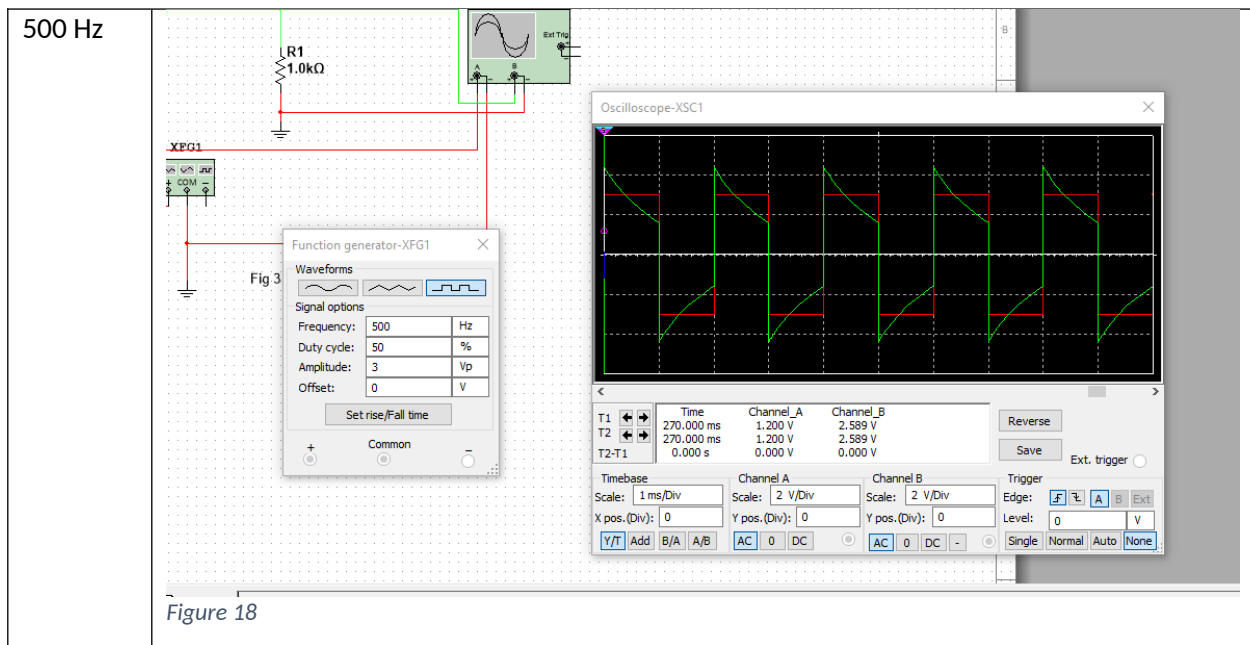 500 Hz
R1
1.0kΩ
Ext Trig
A
B
B
XFG1
COM
Fig 3
Function generator-XFG1
Waveforms
Signal options
Frequency: 500 Hz
Duty cycle: 50 %
Amplitude: 3 Vp
Offset: 0 V
Set rise/Fall time
+ Common -
Oscilloscope-XSC1
Time Channel_A Channel_B
T1 270.000 ms 1.200 V 2.589 V
T2 270.000 ms 1.200 V 2.589 V
T2-T1 0.000 s 0.000 V 0.000 V
Reverse
Save
Ext. trigger
Timebase
Scale: 1 ms/Div
X pos.(Div): 0
Y/T Add B/A A/B
Channel A
Scale: 2 V/Div
Y pos.(Div): 0
AC 0 DC
Channel B
Scale: 2 V/Div
Y pos.(Div): 0
AC 0 DC -
Trigger
Edge: A B Ext
Level: 0 V
Single Normal Auto None
Figure 18